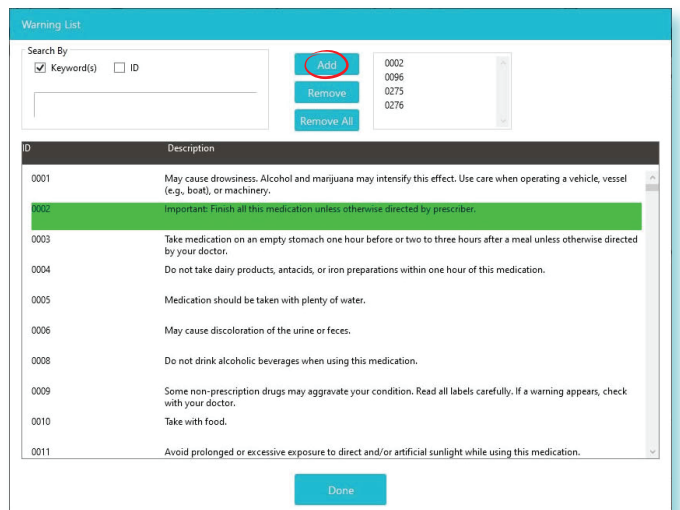 Warning List
Search By
Keyword(s) ID
Add
Remove
Remove All
0002
0096
0275
0276
ID Description
0001 May cause drowsiness. Alcohol and marijuana may intensify this effect. Use care when operating a vehicle, vessel
(e.g., boat), or machinery.
0002 Important: Finish all this medication unless otherwise directed by prescriber.
0003 Take medication on an empty stomach one hour before or two to three hours after a meal unless otherwise directed
by your doctor.
0004 Do not take dairy products, antacids, or iron preparations within one hour of this medication.
0005 Medication should be taken with plenty of water.
0006 May cause discoloration of the urine or feces.
0008 Do not drink alcoholic beverages when using this medication.
0009 Some non-prescription drugs may aggravate your condition. Read all labels carefully. If a warning appears, check
with your doctor.
0010 Take with food.
0011 Avoid prolonged or excessive exposure to direct and/or artificial sunlight while using this medication.
Done